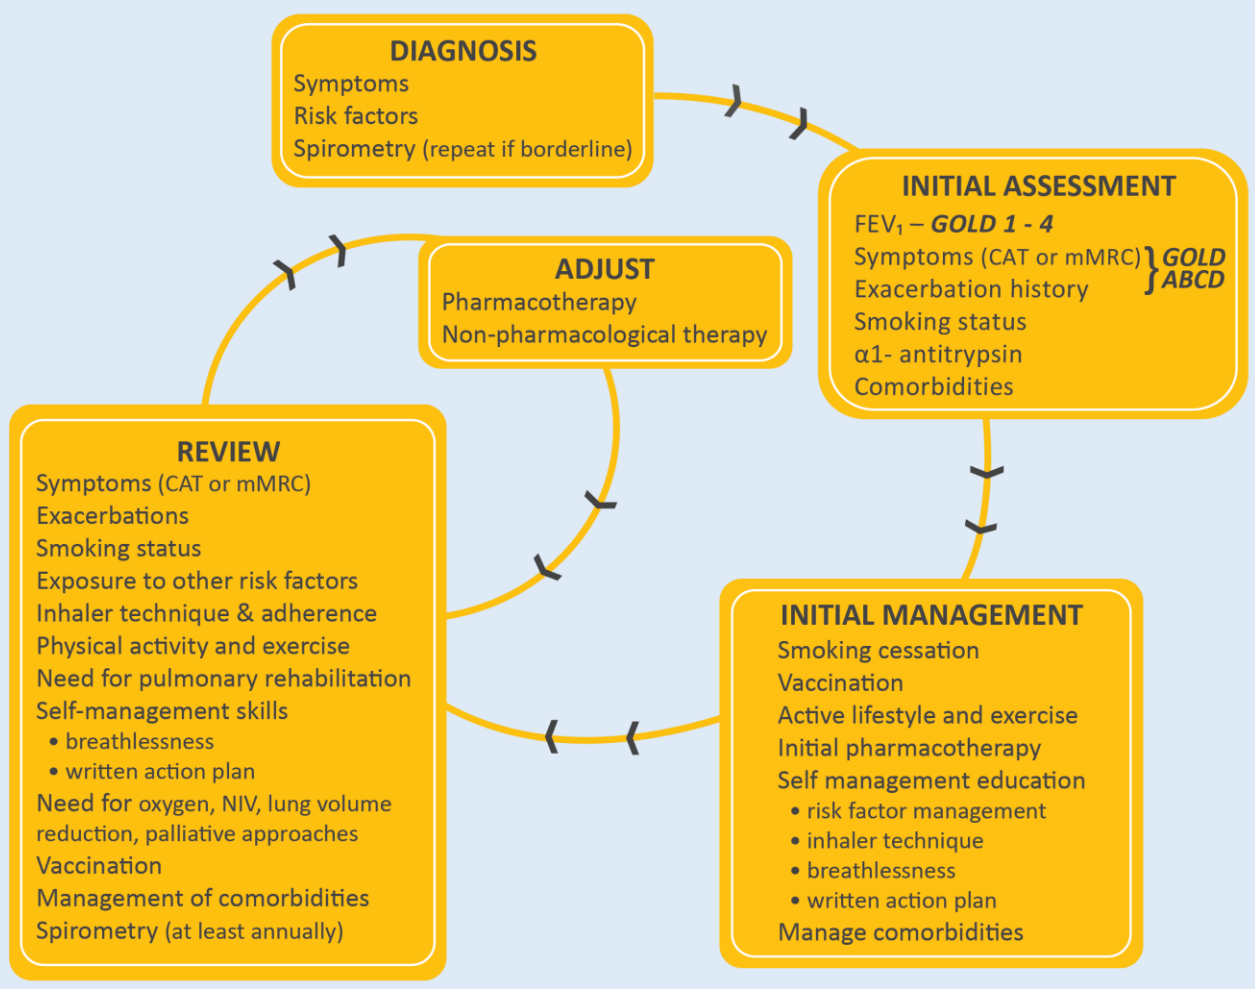 DIAGNOSIS
Symptoms
Risk factors
Spirometry (repeat if borderline)
INITIAL ASSESSMENT
FEV₁ – GOLD 1 - 4
Symptoms (CAT or mMRC)
Exacerbation history
} GOLD
ABCD
Smoking status
α1- antitrypsin
Comorbidities
INITIAL MANAGEMENT
Smoking cessation
Vaccination
Active lifestyle and exercise
Initial pharmacotherapy
Self management education
• risk factor management
• inhaler technique
• breathlessness
• written action plan
Manage comorbidities
REVIEW
Symptoms (CAT or mMRC)
Exacerbations
Smoking status
Exposure to other risk factors
Inhaler technique & adherence
Physical activity and exercise
Need for pulmonary rehabilitation
Self-management skills
• breathlessness
• written action plan
Need for oxygen, NIV, lung volume
reduction, palliative approaches
Vaccination
Management of comorbidities
Spirometry (at least annually)
ADJUST
Pharmacotherapy
Non-pharmacological therapy